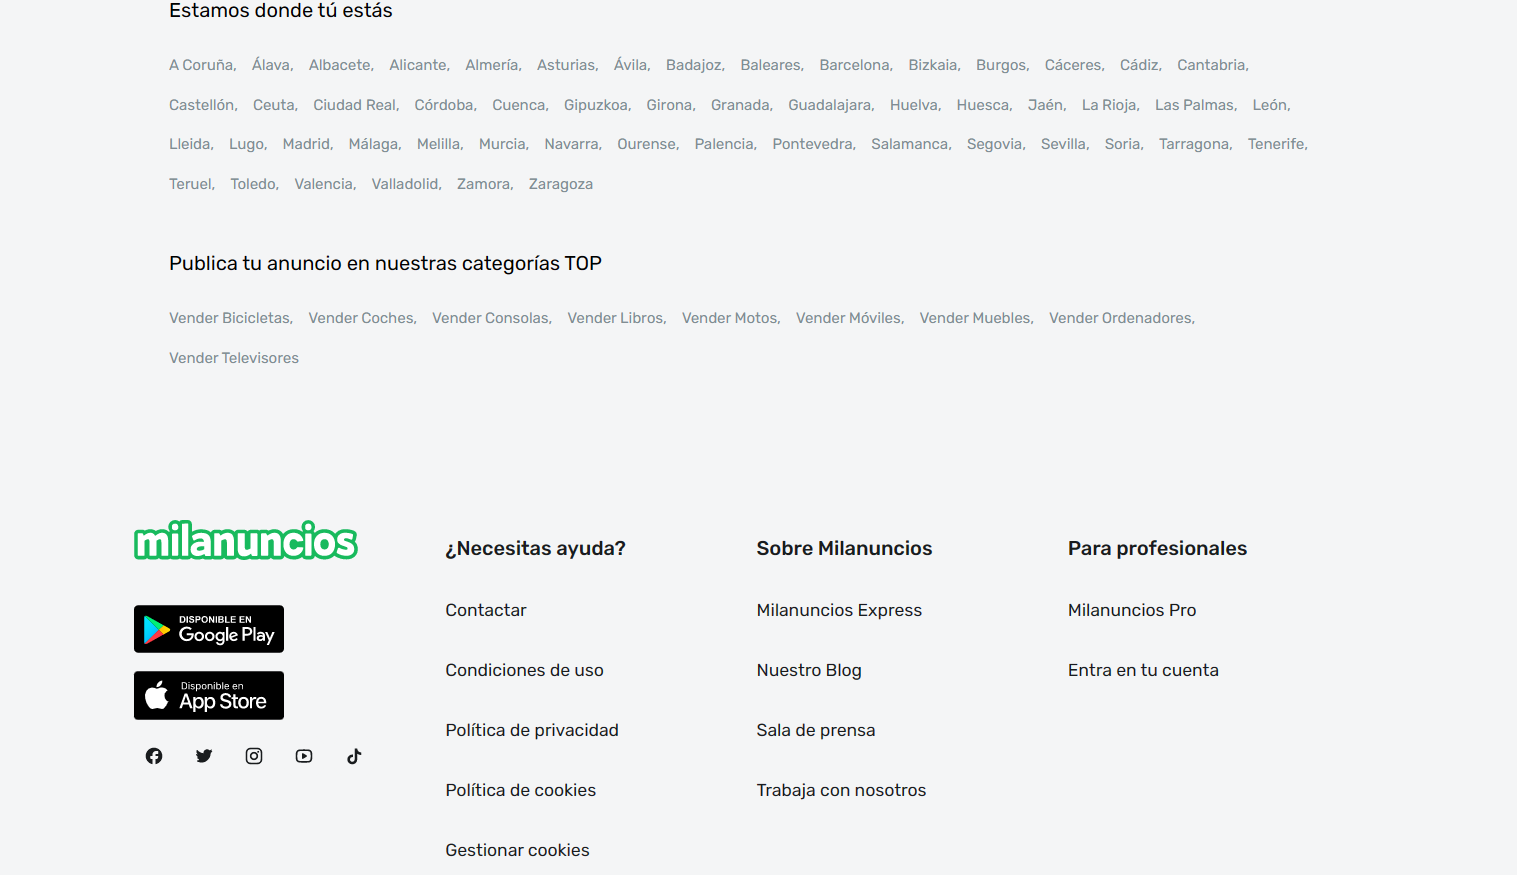 Estamos donde tú estás
A Coruña, Álava, Albacete, Alicante, Almería, Asturias, Ávila, Badajoz, Baleares, Barcelona, Bizkaia, Burgos, Cáceres, Cádiz, Cantabria,
Castellón, Ceuta, Ciudad Real, Córdoba, Cuenca, Gipuzkoa, Girona, Granada, Guadalajara, Huelva, Huesca, Jaén, La Rioja, Las Palmas, León,
Lleida, Lugo, Madrid, Málaga, Melilla, Murcia, Navarra, Ourense, Palencia, Pontevedra, Salamanca, Segovia, Sevilla, Soria, Tarragona, Tenerife,
Teruel, Toledo, Valencia, Valladolid, Zamora, Zaragoza
Publica tu anuncio en nuestras categorías TOP
Vender Bicicletas, Vender Coches, Vender Consolas, Vender Libros, Vender Motos, Vender Móviles, Vender Muebles, Vender Ordenadores,
Vender Televisores
milanuncios
DISPONIBLE EN
Google Play
Disponible en
App Store
¿Necesitas ayuda?
Contactar
Condiciones de uso
Política de privacidad
Política de cookies
Gestionar cookies
Sobre Milanuncios
Milanuncios Express
Nuestro Blog
Sala de prensa
Trabaja con nosotros
Para profesionales
Milanuncios Pro
Entra en tu cuenta